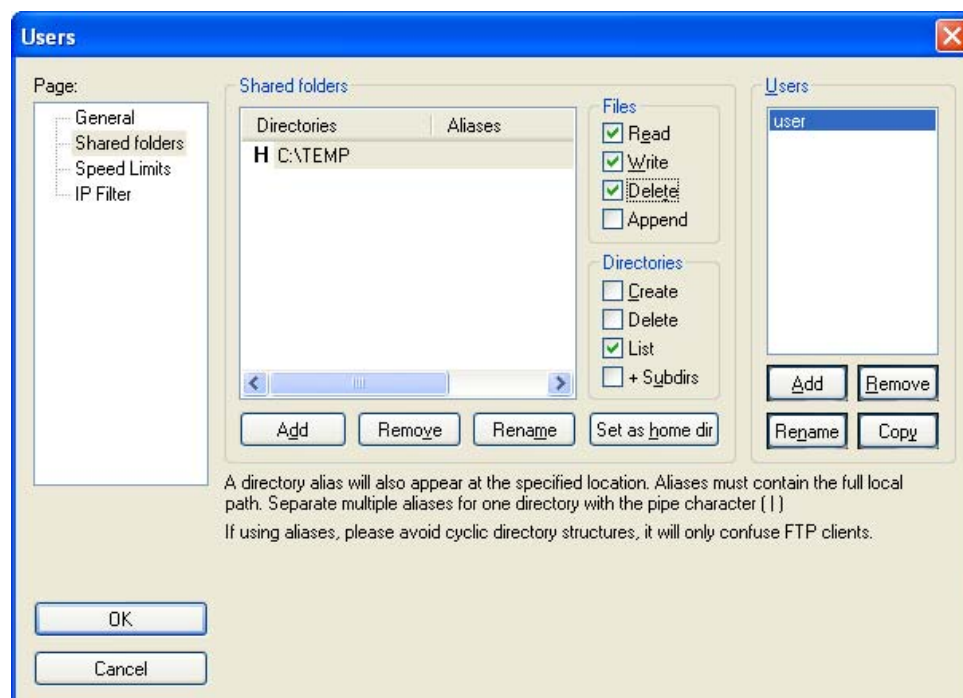 Users
Page:
General
Shared folders
Speed Limits
IP Filter
Shared folders
Directories Aliases
H C:\TEMP
Files
Read
Write
Delete
Append
Directories
Create
Delete
List
+ Subdirs
Add Remove Rename Set as home dir
Users
user
Add Remove
Rename Copy
A directory alias will also appear at the specified location. Aliases must contain the full local
path. Separate multiple aliases for one directory with the pipe character ( | )
If using aliases, please avoid cyclic directory structures, it will only confuse FTP clients.
OK
Cancel